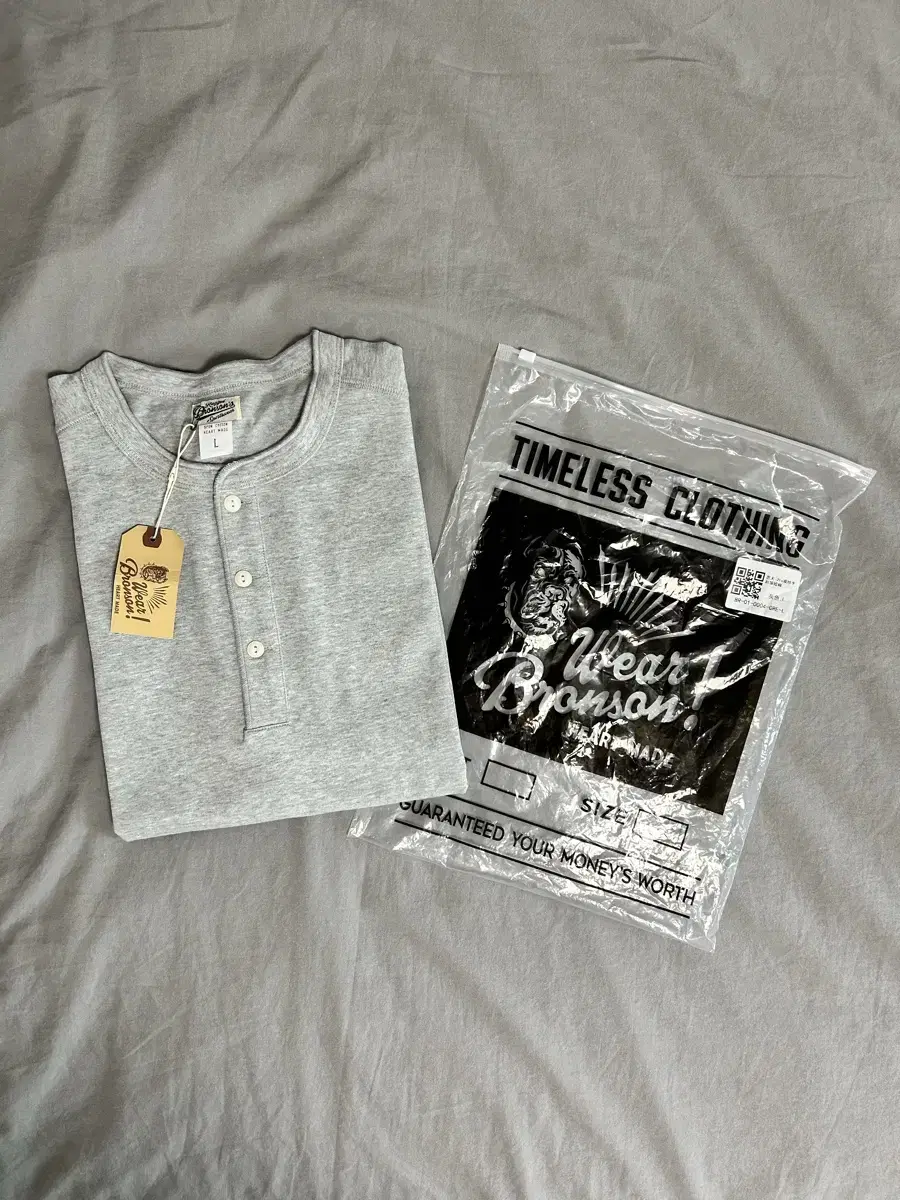 Bronson's
L
Wear
Bronson!
HEART MADE
TIMELESS CLOTHING
Wear
Bronson!
HEART MADE
SIZE
GUARANTEED YOUR MONEY'S WORTH